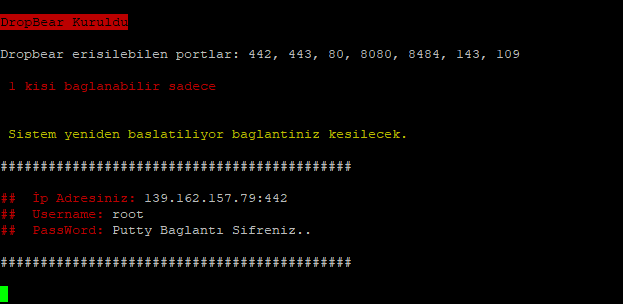 DropBear Kuruldu
Dropbear erisilebilen portlar: 442, 443, 80, 8080, 8484, 143, 109
1 kisi baglanabilir sadece
Sistem yeniden baslatiliyor baglantiniz kesilecek.
############################################
## İp Adresiniz: 139.162.157.79:442
## Username: root
## PassWord: Putty Baglantı Sifreniz..
############################################